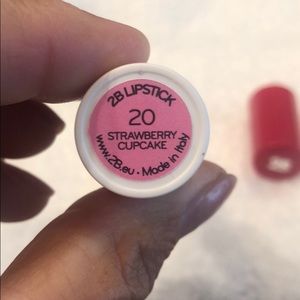 2B LIPSTICK
20
STRAWBERRY
CUPCAKE
www.2B.eu • Made in Italy